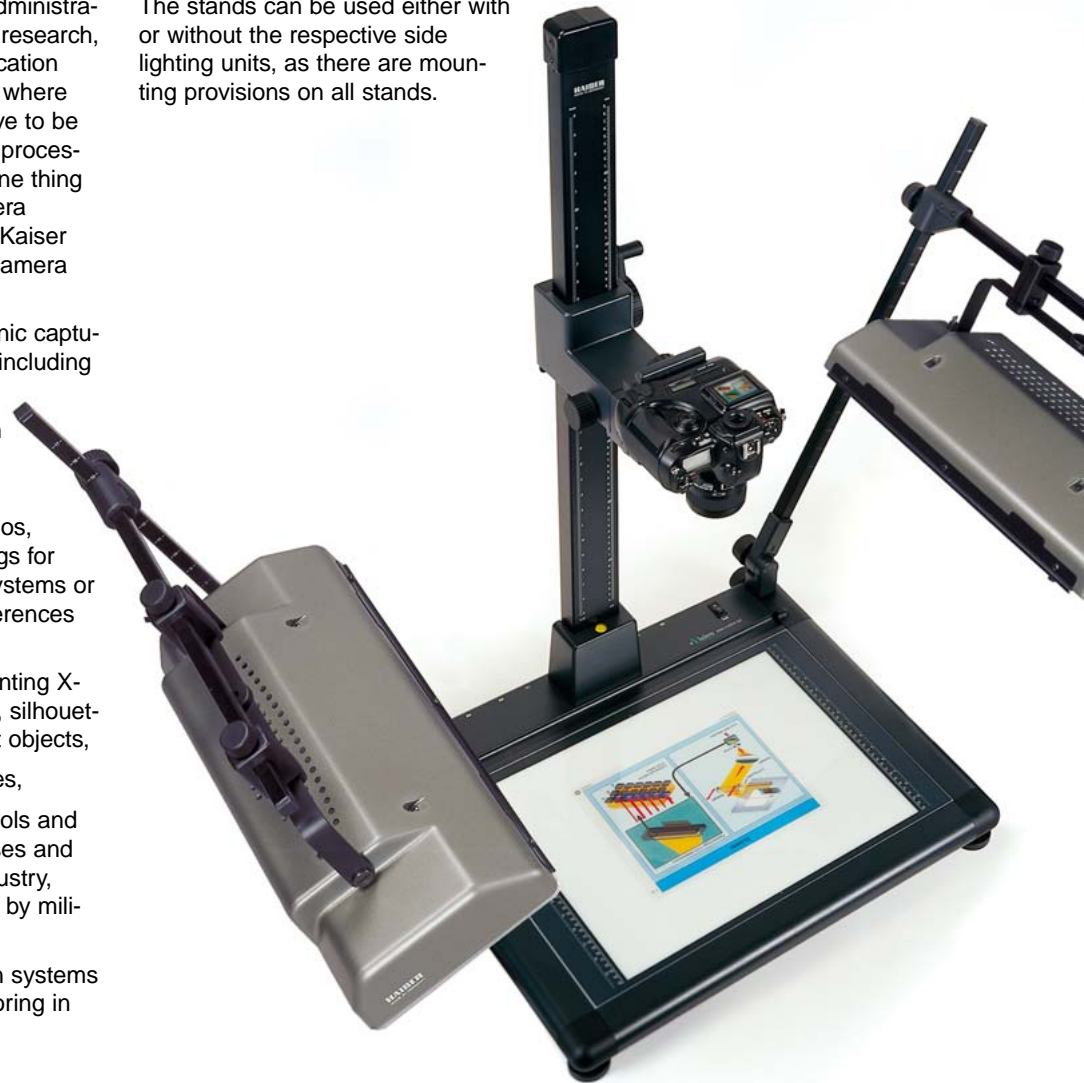 dministra-
research,
cation
where
ve to be
proces-
ne thing
era
Kaiser
amera
nic captu-
including
os,
gs for
ystems or
erences
nting X-
, silhouet-
t objects,
es,
ols and
ses and
ustry,
by mili-
n systems
oring in
The stands can be used either with
or without the respective side
lighting units, as there are moun-
ting provisions on all stands.
KAISER
KAISER